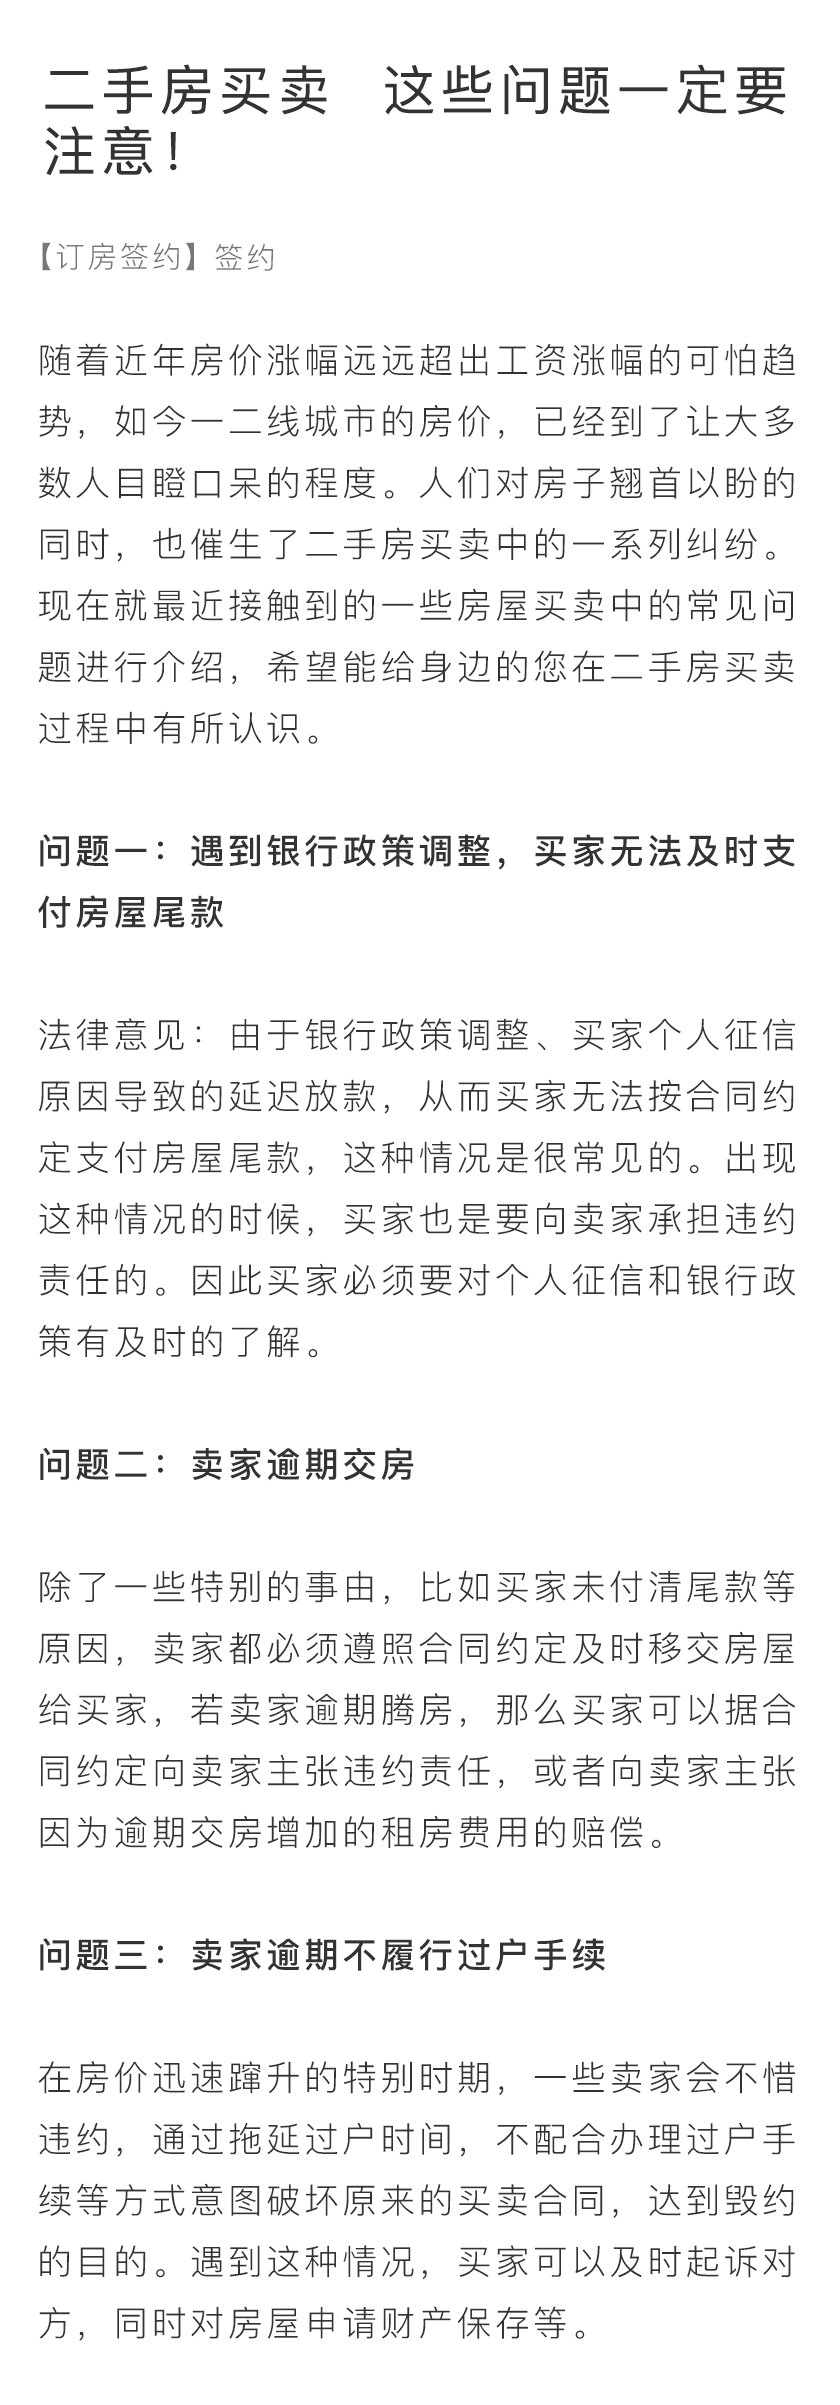 二手房买卖 这些问题一定要
注意！
【订房签约】签约
随着近年房价涨幅远远超出工资涨幅的可怕趋
势，如今一二线城市的房价，已经到了让大多
数人目瞪口呆的程度。人们对房子翘首以盼的
同时，也催生了二手房买卖中的一系列纠纷。
现在就最近接触到的一些房屋买卖中的常见问
题进行介绍，希望能给身边的您在二手房买卖
过程中有所认识。
问题一：遇到银行政策调整，买家无法及时支
付房屋尾款
法律意见：由于银行政策调整、买家个人征信
原因导致的延迟放款，从而买家无法按合同约
定支付房屋尾款，这种情况是很常见的。出现
这种情况的时候，买家也是要向卖家承担违约
责任的。因此买家必须要对个人征信和银行政
策有及时的了解。
问题二：卖家逾期交房
除了一些特别的事由，比如买家未付清尾款等
原因，卖家都必须遵照合同约定及时移交房屋
给买家，若卖家逾期腾房，那么买家可以据合
同约定向卖家主张违约责任，或者向卖家主张
因为逾期交房增加的租房费用的赔偿。
问题三：卖家逾期不履行过户手续
在房价迅速蹿升的特别时期，一些卖家会不惜
违约，通过拖延过户时间，不配合办理过户手
续等方式意图破坏原来的买卖合同，达到毁约
的目的。遇到这种情况，买家可以及时起诉对
方，同时对房屋申请财产保存等。